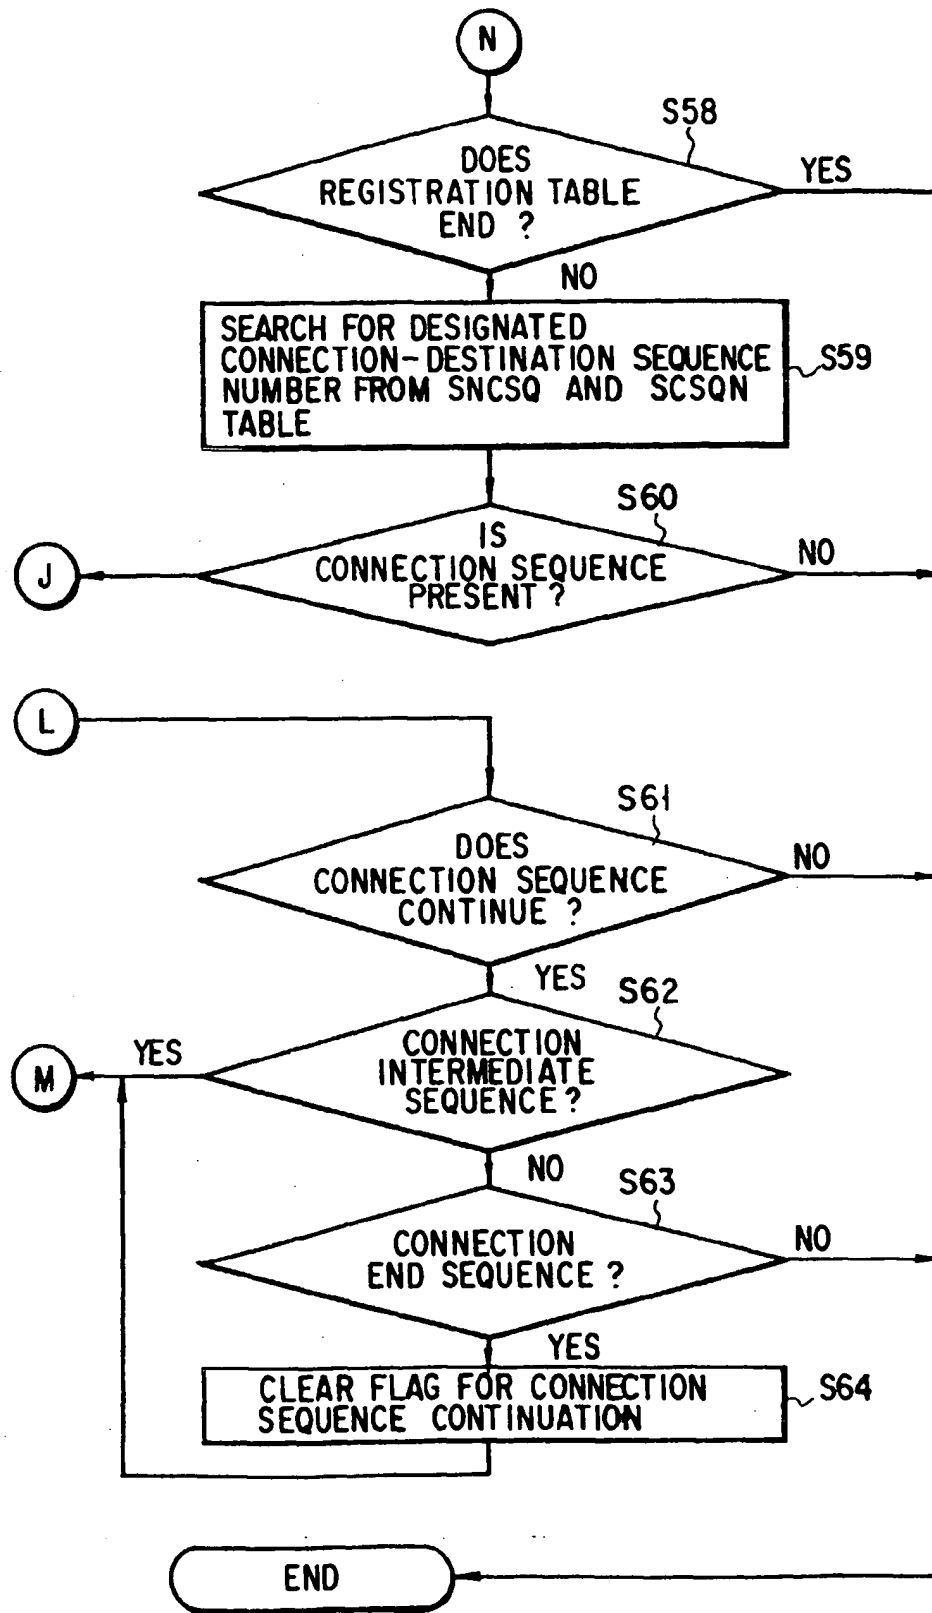 N
S58
DOES
REGISTRATION TABLE
END ?
YES
NO
SEARCH FOR DESIGNATED
CONNECTION-DESTINATION SEQUENCE
NUMBER FROM SNCSQ AND SCSQN
TABLE
S59
S60
IS
CONNECTION SEQUENCE
PRESENT ?
J
NO
L
S61
DOES
CONNECTION SEQUENCE
CONTINUE ?
NO
YES
S62
CONNECTION
INTERMEDIATE
SEQUENCE ?
YES
M
NO
S63
CONNECTION
END SEQUENCE ?
NO
YES
CLEAR FLAG FOR CONNECTION
SEQUENCE CONTINUATION
S64
END